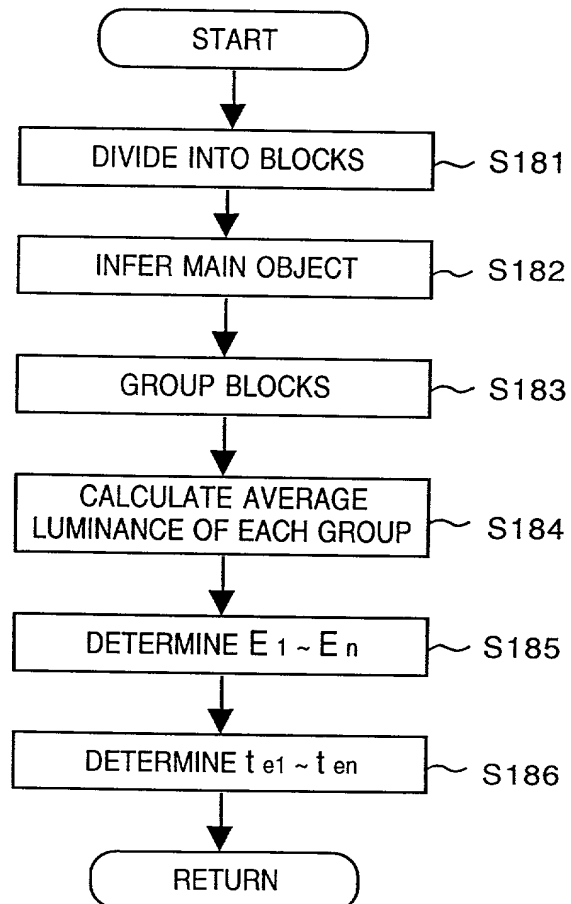 START
DIVIDE INTO BLOCKS
S181
INFER MAIN OBJECT
S182
GROUP BLOCKS
S183
CALCULATE AVERAGE
LUMINANCE OF EACH GROUP
S184
DETERMINE E1 ~ En
S185
DETERMINE te1 ~ ten
S186
RETURN